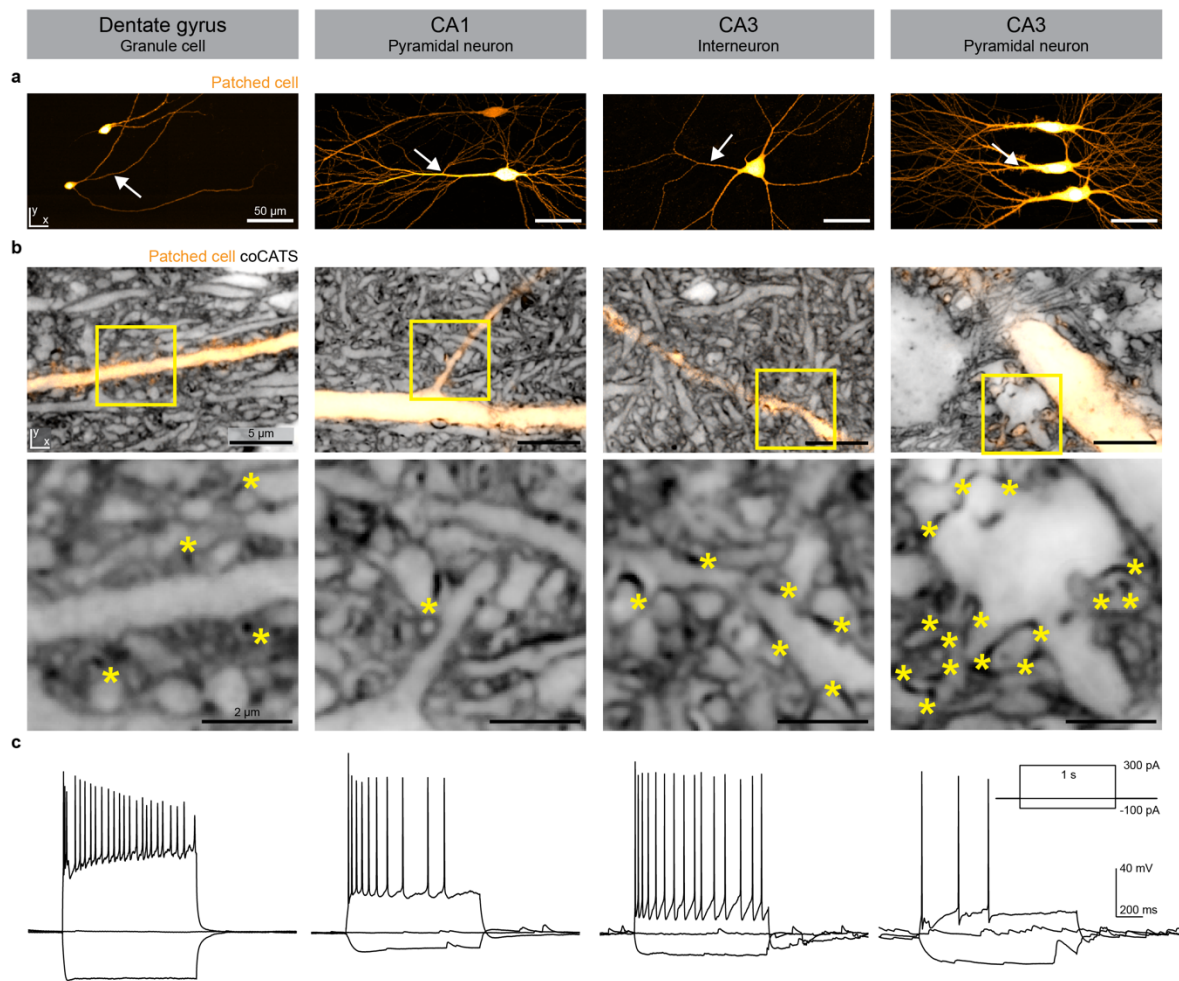 Dentate gyrus
Granule cell
CA1
Pyramidal neuron
CA3
Interneuron
CA3
Pyramidal neuron
a
Patched cell
y
x
50 µm
b
Patched cell coCATS
y
x
5 µm
* * * *
*
* * * * * *
* * * * * * * * * * * * * *
2 µm
c
300 pA
1 s
-100 pA
40 mV
200 ms